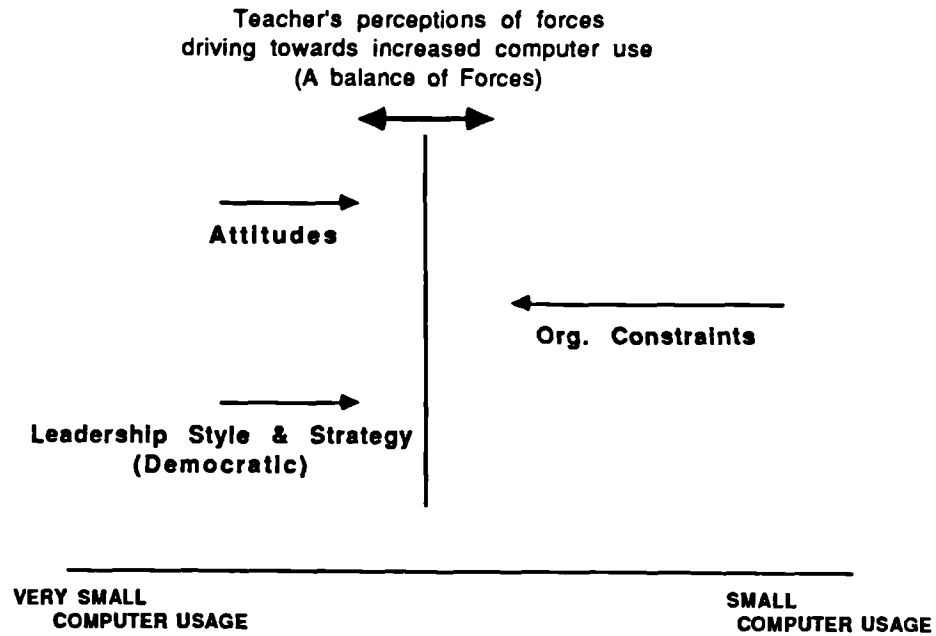 Teacher's perceptions of forces
driving towards increased computer use
(A balance of Forces)
Attitudes
Org. Constraints
Leadership Style & Strategy
(Democratic)
VERY SMALL
COMPUTER USAGE
SMALL
COMPUTER USAGE